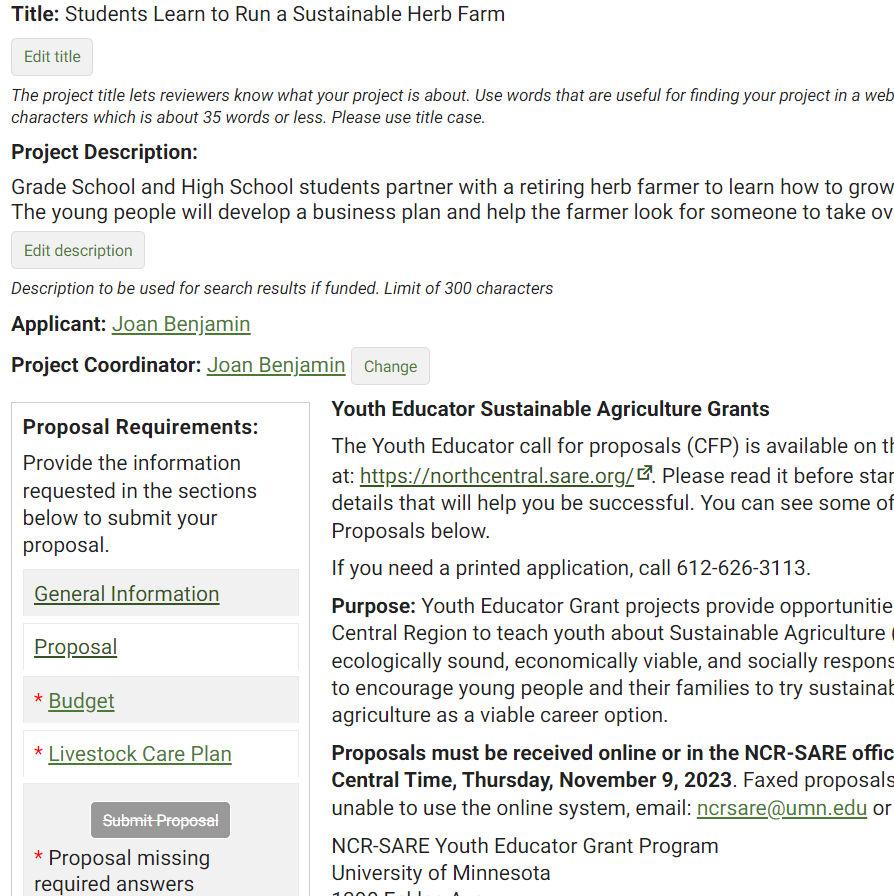 Title: Students Learn to Run a Sustainable Herb Farm
Edit title
The project title lets reviewers know what your project is about. Use words that are useful for finding your project in a web
characters which is about 35 words or less. Please use title case.
Project Description:
Grade School and High School students partner with a retiring herb farmer to learn how to grow
The young people will develop a business plan and help the farmer look for someone to take ov
Edit description
Description to be used for search results if funded. Limit of 300 characters
Applicant: Joan Benjamin
Project Coordinator: Joan Benjamin Change
Proposal Requirements:
Provide the information
requested in the sections
below to submit your
proposal.
General Information
Proposal
* Budget
* Livestock Care Plan
Submit Proposal
* Proposal missing
required answers
Youth Educator Sustainable Agriculture Grants
The Youth Educator call for proposals (CFP) is available on th
at: https://northcentral.sare.org/. Please read it before star
details that will help you be successful. You can see some of
Proposals below.
If you need a printed application, call 612-626-3113.
Purpose: Youth Educator Grant projects provide opportunitie
Central Region to teach youth about Sustainable Agriculture (
ecologically sound, economically viable, and socially respons
to encourage young people and their families to try sustainab
agriculture as a viable career option.
Proposals must be received online or in the NCR-SARE offic
Central Time, Thursday, November 9, 2023. Faxed proposals
unable to use the online system, email: ncrsare@umn.edu or
NCR-SARE Youth Educator Grant Program
University of Minnesota